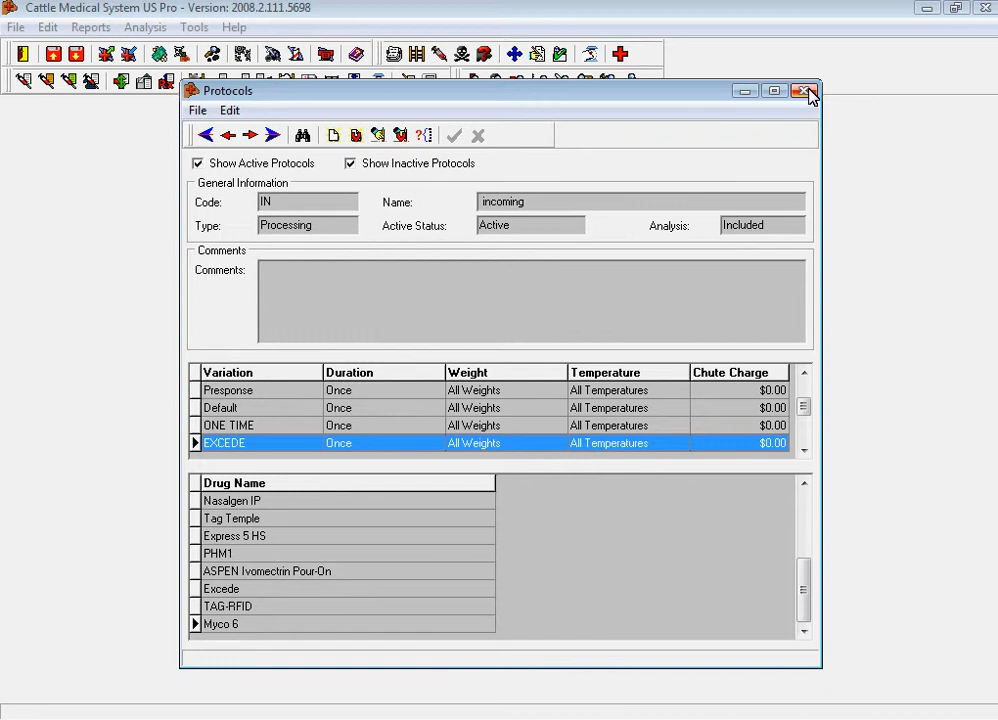 Cattle Medical System US Pro - Version: 2008.2.111.5698
File Edit Reports Analysis Tools Help
Protocols
File Edit
Show Active Protocols Show Inactive Protocols
General Information
Code: IN Name: incoming
Type: Processing Active Status: Active Analysis: Included
Comments
Comments:
Variation Duration Weight Temperature Chute Charge
Presponse Once All Weights All Temperatures $0.00
Default Once All Weights All Temperatures $0.00
ONE TIME Once All Weights All Temperatures $0.00
EXCEDE Once All Weights All Temperatures $0.00
Drug Name
Nasalgen IP
Tag Temple
Express 5 HS
PHM1
ASPEN Ivomectrin Pour-On
Excede
TAG-RFID
Myco 6